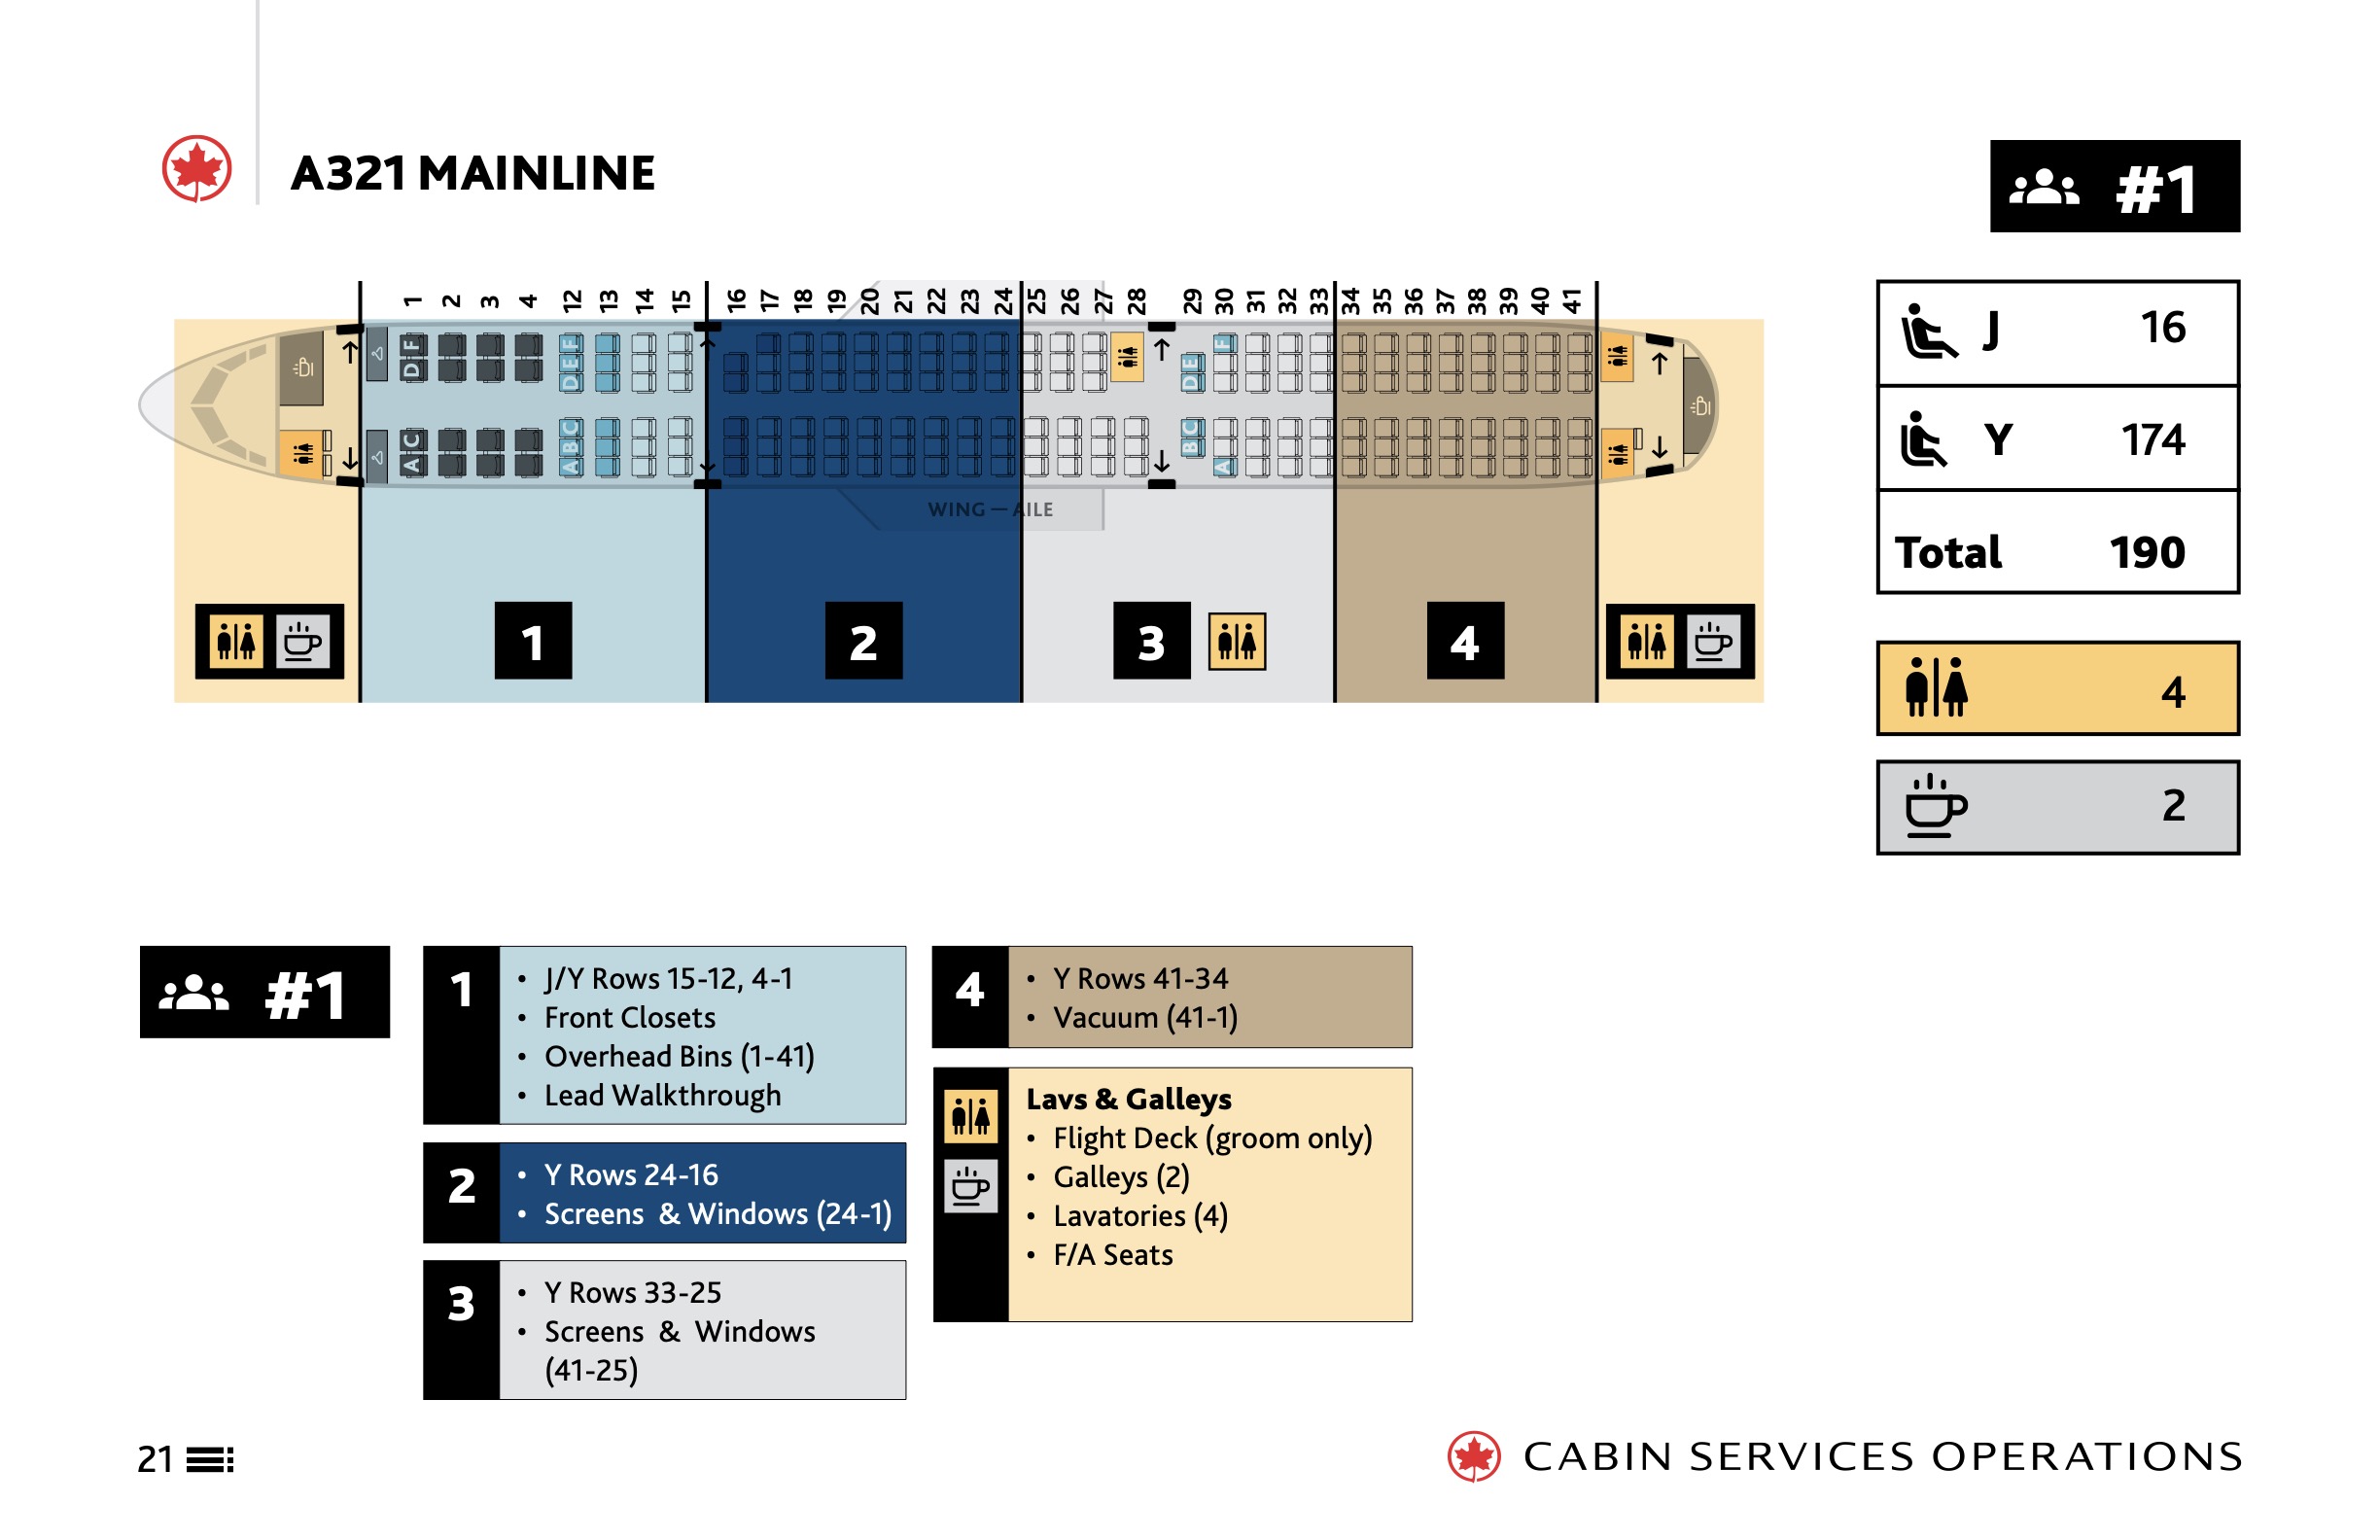 A321 MAINLINE
#1
1 2 3 4 12 13 14 15 16 17 18 19 20 21 22 23 24 25 26 27 28 29 30 31 32 33 34 35 36 37 38 39 40 41
D F
D E F
D E
F
A C
A B C
B C
A
WING — AILE
1
2
3
4
J 16
Y 174
Total 190
4
2
#1
1
• J/Y Rows 15-12, 4-1
• Front Closets
• Overhead Bins (1-41)
• Lead Walkthrough
2
• Y Rows 24-16
• Screens & Windows (24-1)
3
• Y Rows 33-25
• Screens & Windows
(41-25)
4
• Y Rows 41-34
• Vacuum (41-1)
Lavs & Galleys
• Flight Deck (groom only)
• Galleys (2)
• Lavatories (4)
• F/A Seats
21
CABIN SERVICES OPERATIONS